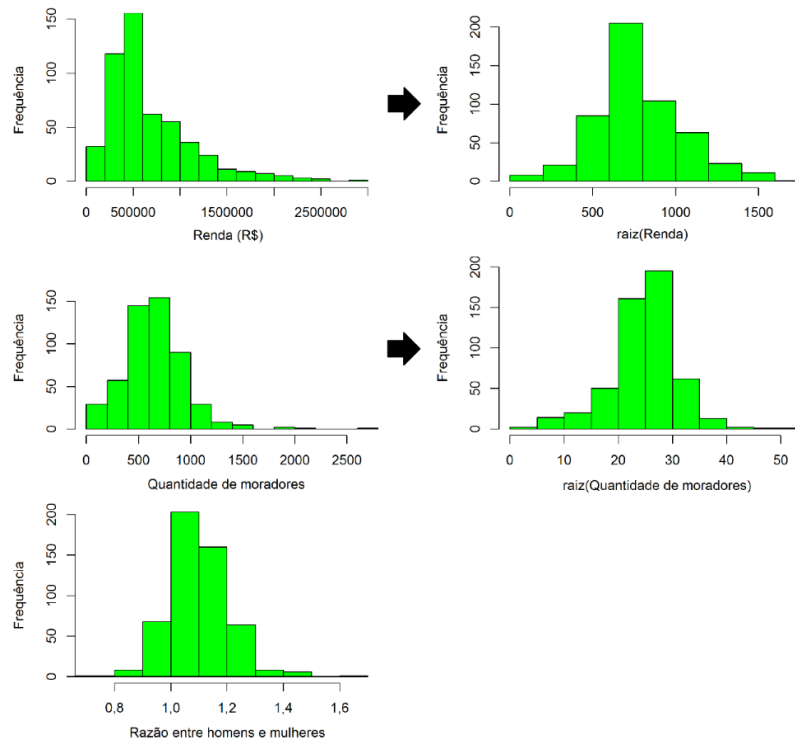 150
100
50
0
Frequência
0 500000 1500000 2500000
Renda (R$)
200
150
100
50
0
Frequência
0 500 1000 1500
raiz(Renda)
150
100
50
0
Frequência
0 500 1000 1500 2000 2500
Quantidade de moradores
200
150
100
50
0
Frequência
0 10 20 30 40 50
raiz(Quantidade de moradores)
200
150
100
50
0
Frequência
0,8 1,0 1,2 1,4 1,6
Razão entre homens e mulheres